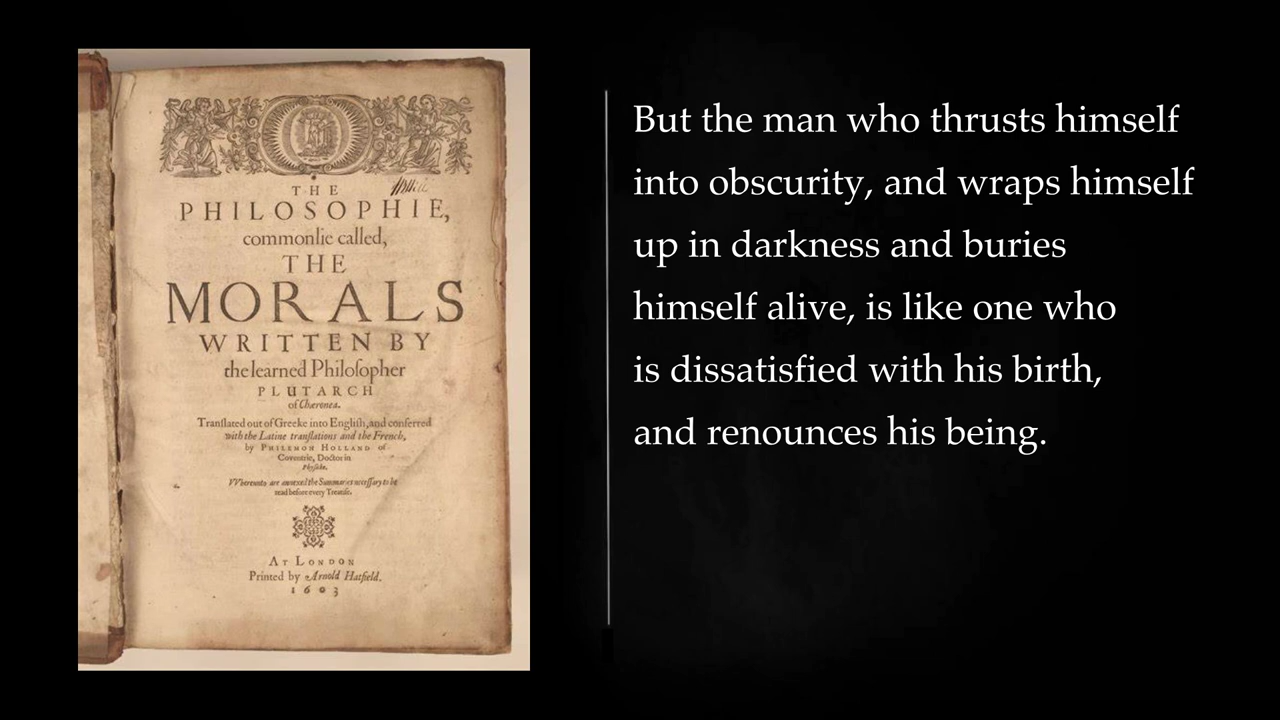 THE
PHILOSOPHIE,
commonlie called,
THE
MORALS
WRITTEN BY
the learned Philoſopher
PLUTARCH
of Chæronea.
Tranſlated out of Greeke into Engliſh, and conferred
with the Latine tranſlations and the French,
by PHILEMON HOLLAND of
Coventrie, Doctor in
Phyſicke.
VVhereunto are annexed the Summaries neceſſary to be
read before every Treatiſe.
AT LONDON
Printed by Arnold Hatfield.
1603
But the man who thrusts himself
into obscurity, and wraps himself
up in darkness and buries
himself alive, is like one who
is dissatisfied with his birth,
and renounces his being.